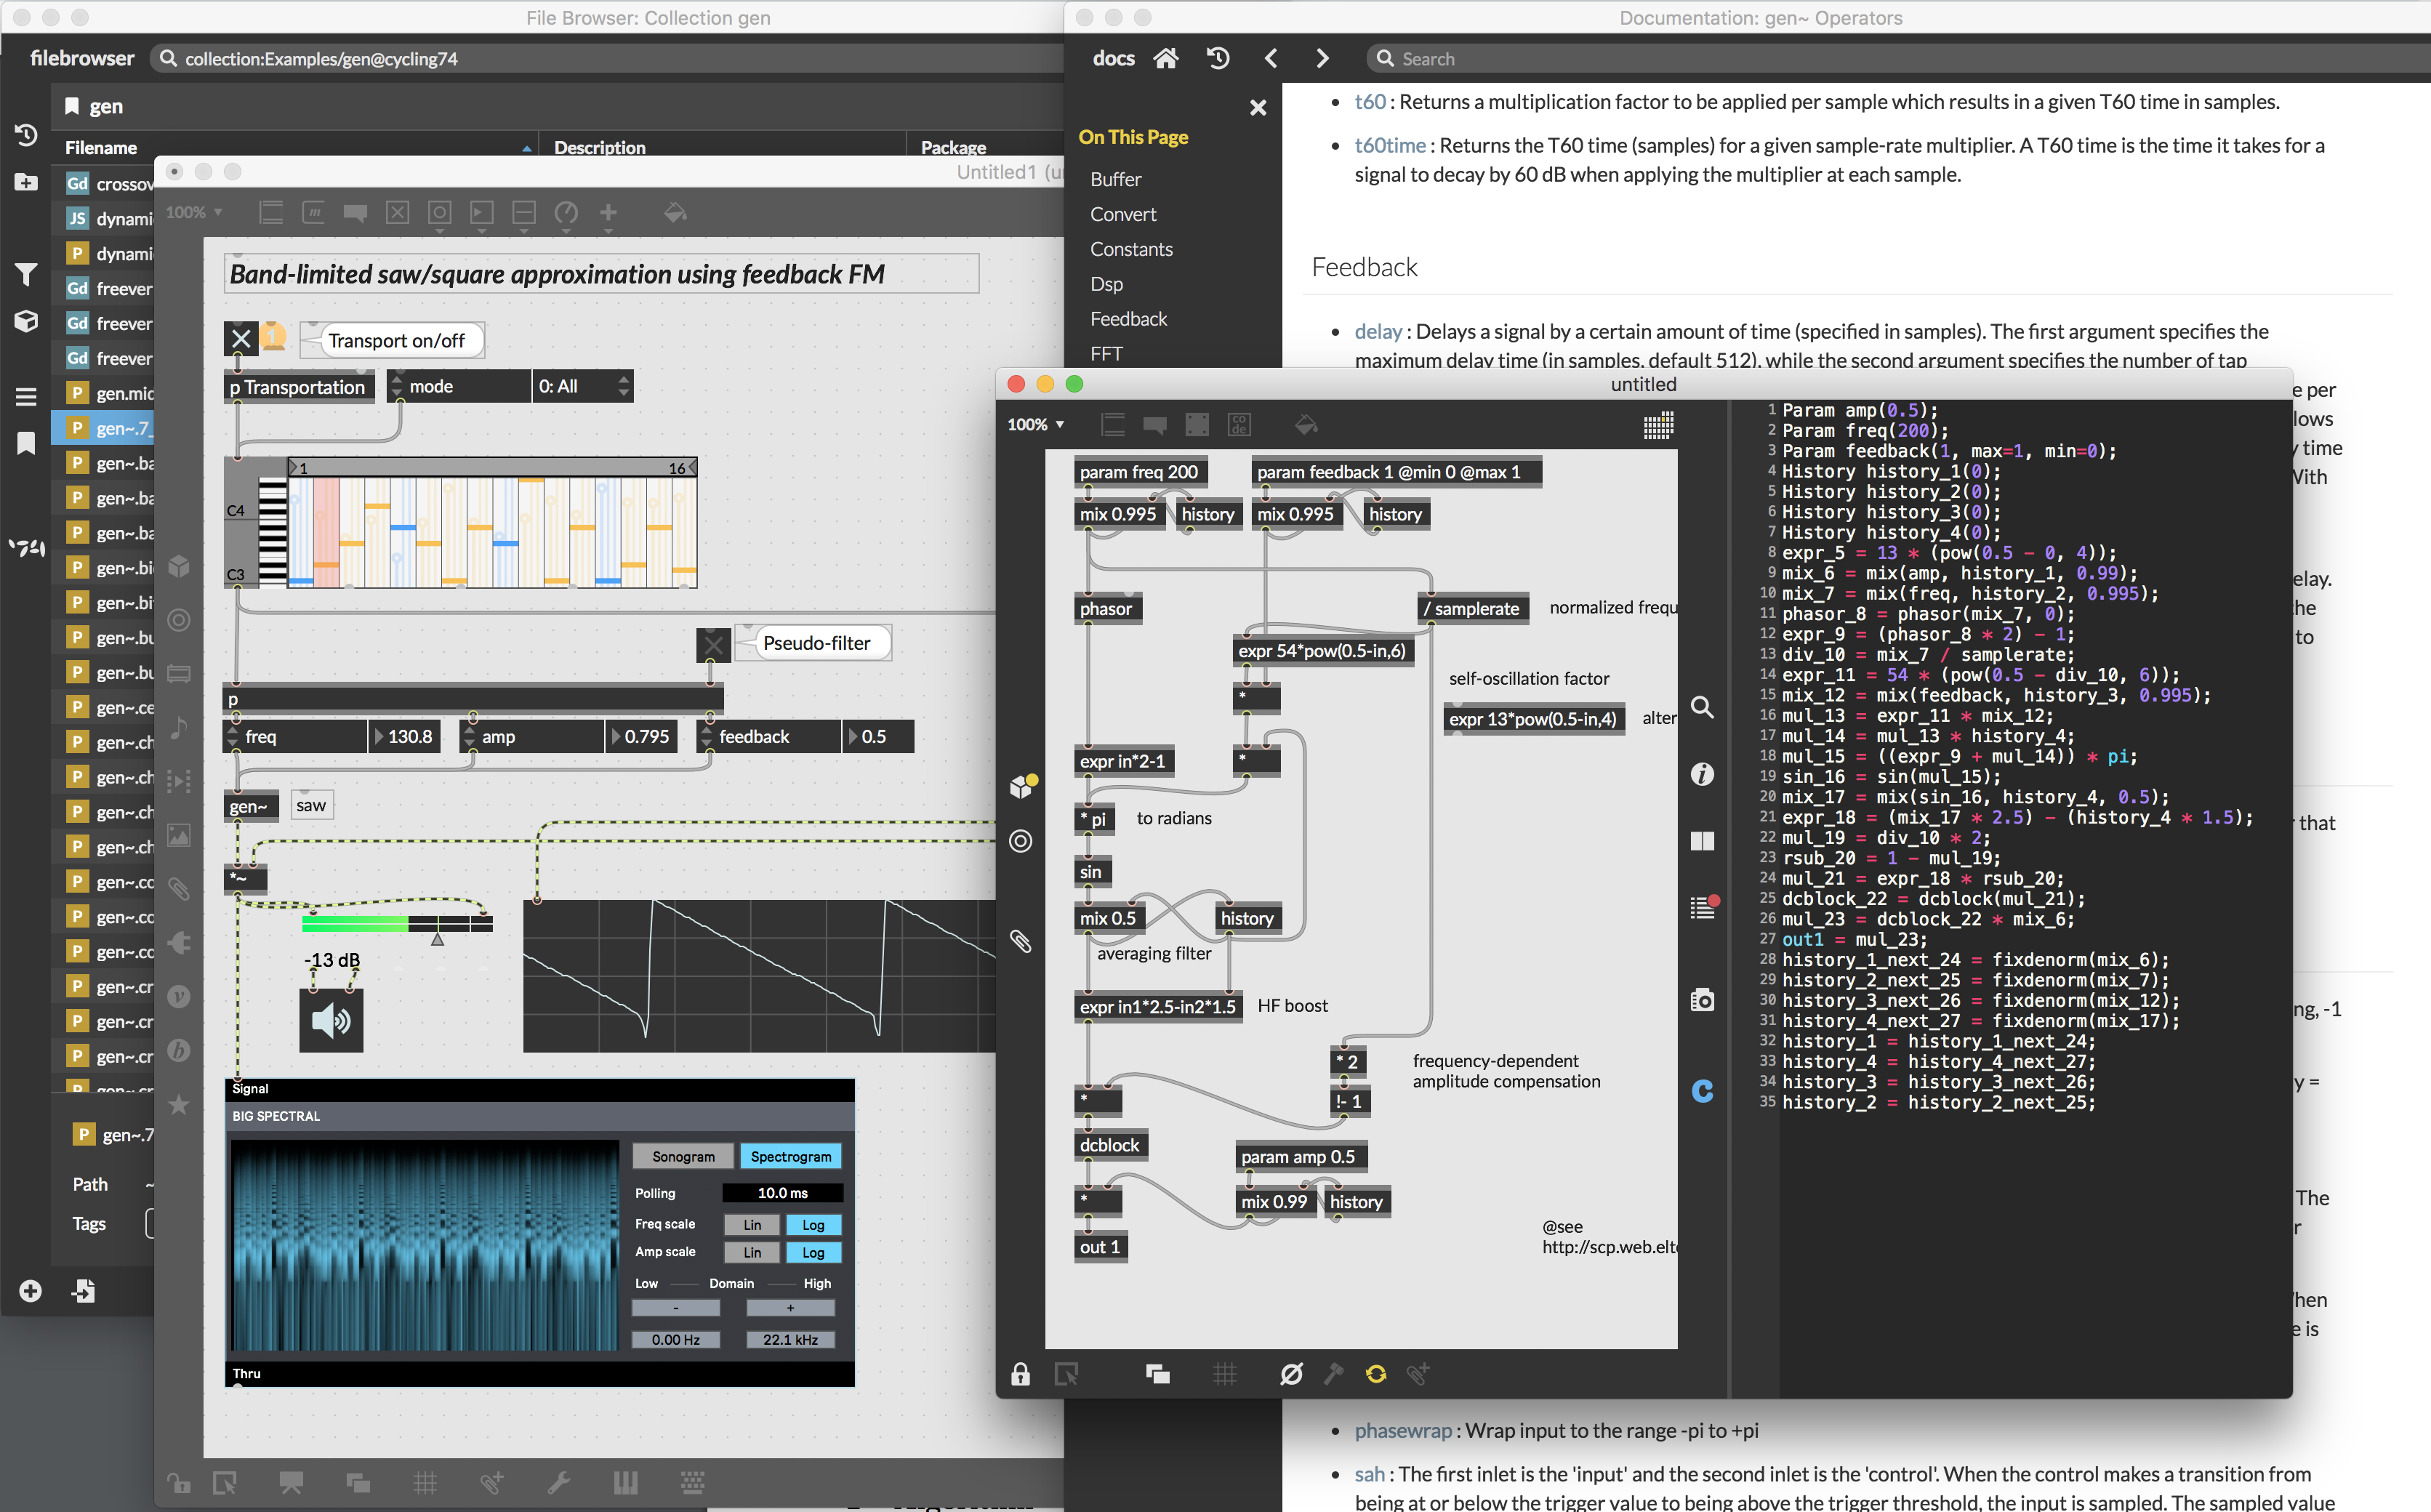 File Browser: Collection gen
filebrowser
collection:Examples/gen@cycling74
gen
Filename
Description
Package
Gd crossov
JS dynami
P dynami
Gd freever
Gd freever
Gd freever
P gen.mid
P gen~.7_
P gen~.ba
P gen~.ba
P gen~.ba
P gen~.bi
P gen~.bu
P gen~.bu
P gen~.ce
P gen~.ch
P gen~.ch
P gen~.ch
P gen~.ch
P gen~.co
P gen~.co
P gen~.co
P gen~.cr
P gen~.cr
P gen~.cr
P gen~.7
Path ~
Tags
Untitled1 (u
100%
Band-limited saw/square approximation using feedback FM
1
Transport on/off
p Transportation
mode
0: All
1
16
C4
C3
Pseudo-filter
p
freq
130.8
amp
0.795
feedback
0.5
gen~
saw
*~
-13 dB
Signal
BIG SPECTRAL
Sonogram
Spectrogram
Polling
10.0 ms
Freq scale
Lin
Log
Amp scale
Lin
Log
Low
Domain
High
-
+
0.00 Hz
22.1 kHz
Thru
Documentation: gen~ Operators
docs
Search
On This Page
Buffer
Convert
Constants
Dsp
Feedback
FFT
• t60 : Returns a multiplication factor to be applied per sample which results in a given T60 time in samples.
• t60time : Returns the T60 time (samples) for a given sample-rate multiplier. A T60 time is the time it takes for a
signal to decay by 60 dB when applying the multiplier at each sample.
Feedback
• delay : Delays a signal by a certain amount of time (specified in samples). The first argument specifies the
maximum delay time (in samples, default 512), while the second argument specifies the number of tap
e per
lows
y time
With
elay.
he
to
that
ng, -1
y =
The
r
hen
e is
• phasewrap : Wrap input to the range -pi to +pi
• sah : The first inlet is the 'input' and the second inlet is the 'control'. When the control makes a transition from
being at or below the trigger value to being above the trigger threshold, the input is sampled. The sampled value
untitled
100%
param freq 200
param feedback 1 @min 0 @max 1
mix 0.995
history
mix 0.995
history
phasor
/ samplerate
normalized frequ
expr 54*pow(0.5-in,6)
*
self-oscillation factor
expr 13*pow(0.5-in,4)
alter
expr in*2-1
*
* pi
to radians
sin
mix 0.5
history
averaging filter
expr in1*2.5-in2*1.5
HF boost
* 2
frequency-dependent
amplitude compensation
*
!- 1
dcblock
param amp 0.5
*
mix 0.99
history
@see
http://scp.web.elt
out 1
1 Param amp(0.5);
2 Param freq(200);
3 Param feedback(1, max=1, min=0);
4 History history_1(0);
5 History history_2(0);
6 History history_3(0);
7 History history_4(0);
8 expr_5 = 13 * (pow(0.5 - 0, 4));
9 mix_6 = mix(amp, history_1, 0.99);
10 mix_7 = mix(freq, history_2, 0.995);
11 phasor_8 = phasor(mix_7, 0);
12 expr_9 = (phasor_8 * 2) - 1;
13 div_10 = mix_7 / samplerate;
14 expr_11 = 54 * (pow(0.5 - div_10, 6));
15 mix_12 = mix(feedback, history_3, 0.995);
16 mul_13 = expr_11 * mix_12;
17 mul_14 = mul_13 * history_4;
18 mul_15 = ((expr_9 + mul_14)) * pi;
19 sin_16 = sin(mul_15);
20 mix_17 = mix(sin_16, history_4, 0.5);
21 expr_18 = (mix_17 * 2.5) - (history_4 * 1.5);
22 mul_19 = div_10 * 2;
23 rsub_20 = 1 - mul_19;
24 mul_21 = expr_18 * rsub_20;
25 dcblock_22 = dcblock(mul_21);
26 mul_23 = dcblock_22 * mix_6;
27 out1 = mul_23;
28 history_1_next_24 = fixdenorm(mix_6);
29 history_2_next_25 = fixdenorm(mix_7);
30 history_3_next_26 = fixdenorm(mix_12);
31 history_4_next_27 = fixdenorm(mix_17);
32 history_1 = history_1_next_24;
33 history_4 = history_4_next_27;
34 history_3 = history_3_next_26;
35 history_2 = history_2_next_25;